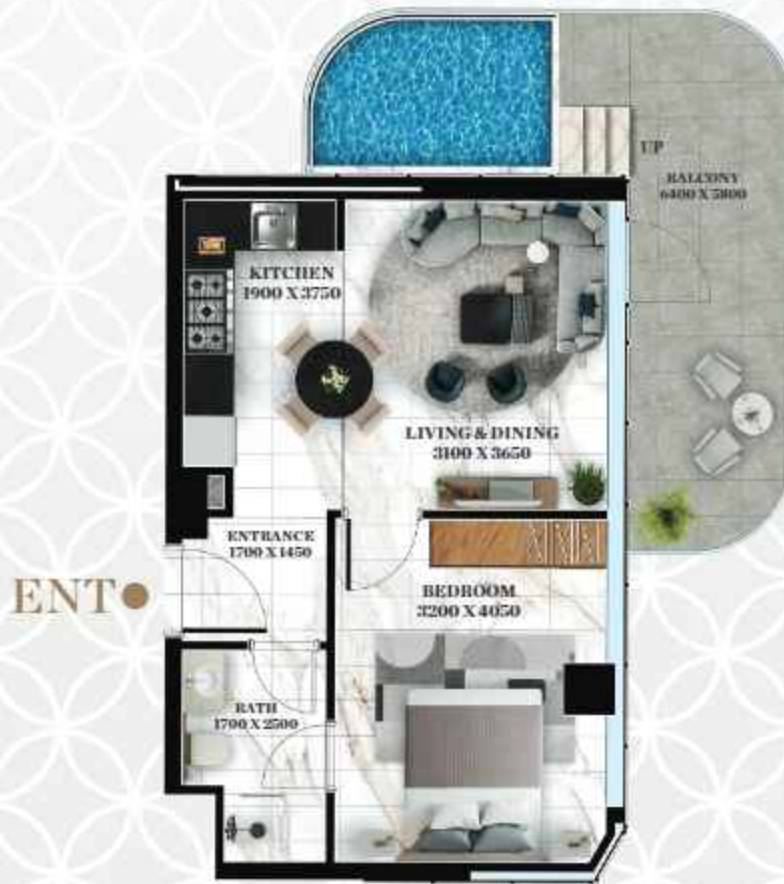 UP
BALCONY
6400 X 5800
KITCHEN
1900 X 3750
LIVING & DINING
3100 X 3650
ENTRANCE
1700 X 1450
ENT
BEDROOM
3200 X 4050
BATH
1700 X 2500